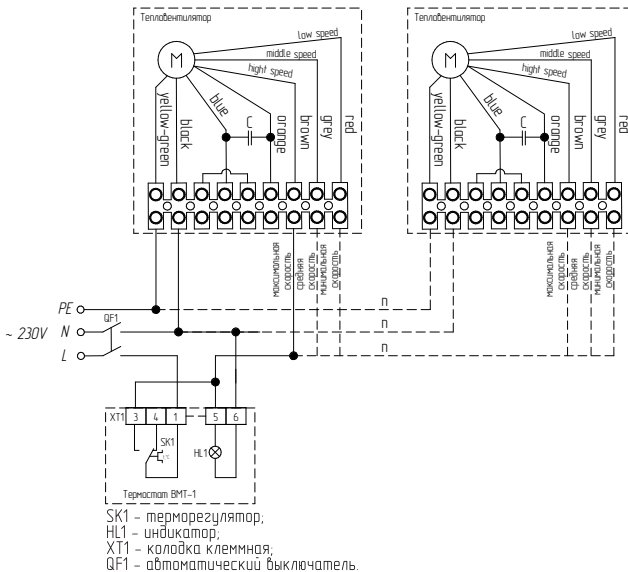 Тепловентилятор
Тепловентилятор
low speed
middle speed
hight speed
M
yellow-green
black
blue
C
orange
brown
grey
red
low speed
middle speed
hight speed
M
yellow-green
black
blue
C
orange
brown
grey
red
максимальная
скорость
средняя
скорость
минимальная
скорость
максимальная
скорость
средняя
скорость
минимальная
скорость
PE
n
QF1
~ 230V
N
n
L
n
XT1
3
4
1
5
6
SK1
t°C
HL1
Термостат ВМТ-1
SK1 - терморегулятор;
HL1 - индикатор;
XT1 - колодка клеммная;
QF1 - автоматический выключатель.